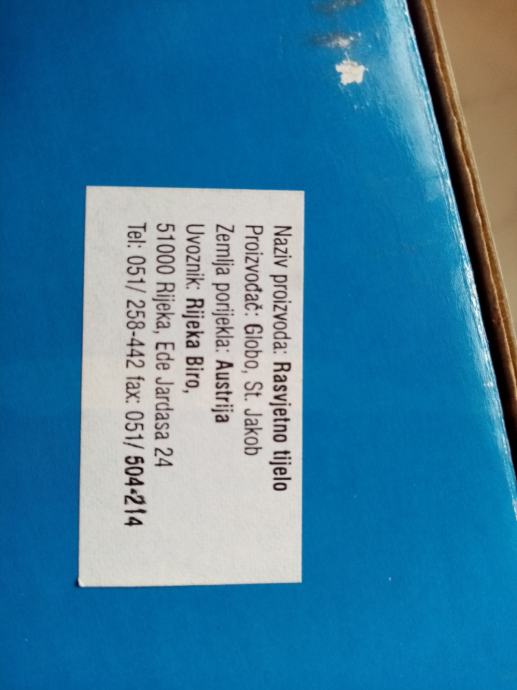 Naziv proizvoda: Rasvjetno tijelo
Proizvođač: Globo, St. Jakob
Zemlja porijekla: Austrija
Uvoznik: Rijeka Biro,
51000 Rijeka, Ede Jardasa 24
Tel: 051/ 258-442 fax: 051/ 504-214